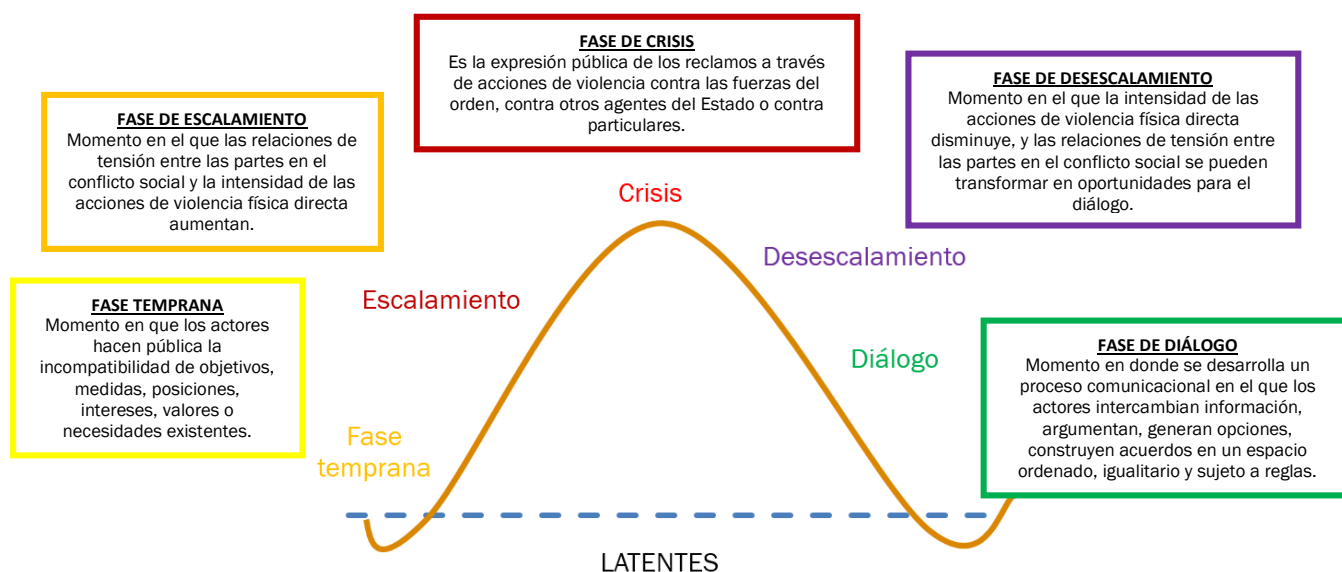 FASE DE CRISIS
Es la expresión pública de los reclamos a través
de acciones de violencia contra las fuerzas del
orden, contra otros agentes del Estado o contra
particulares.
FASE DE DESESCALAMIENTO
Momento en el que la intensidad de las
acciones de violencia física directa
disminuye, y las relaciones de tensión entre
las partes en el conflicto social se pueden
transformar en oportunidades para el
diálogo.
FASE DE ESCALAMIENTO
Momento en el que las relaciones de
tensión entre las partes en el
conflicto social y la intensidad de las
acciones de violencia física directa
aumentan.
Crisis
Desescalamiento
Escalamiento
FASE TEMPRANA
Momento en que los actores
hacen pública la
incompatibilidad de objetivos,
medidas, posiciones,
intereses, valores o
necesidades existentes.
Diálogo
FASE DE DIÁLOGO
Momento en donde se desarrolla un
proceso comunicacional en el que los
actores intercambian información,
argumentan, generan opciones,
construyen acuerdos en un espacio
ordenado, igualitario y sujeto a reglas.
Fase
temprana
LATENTES